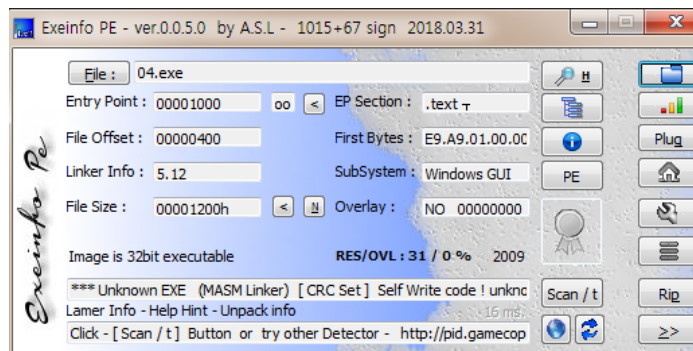 Exeinfo PE - ver.0.0.5.0 by A.S.L - 1015+67 sign 2018.03.31
File : 04.exe H
Entry Point : 00001000 oo < EP Section : .text
File Offset : 00000400 First Bytes : E9.A9.01.00.00 Plug
Linker Info : 5.12 SubSystem : Windows GUI PE
File Size : 00001200h < N Overlay : NO 00000000
Image is 32bit executable RES/OVL : 31 / 0 % 2009
*** Unknown EXE (MASM Linker) [ CRC Set ] Self Write code ! unkno Scan / t Rip
Lamer Info - Help Hint - Unpack info 16 ms.
Click - [ Scan / t ] Button or try other Detector - http://pid.gamecop >>
Exeinfo Pe